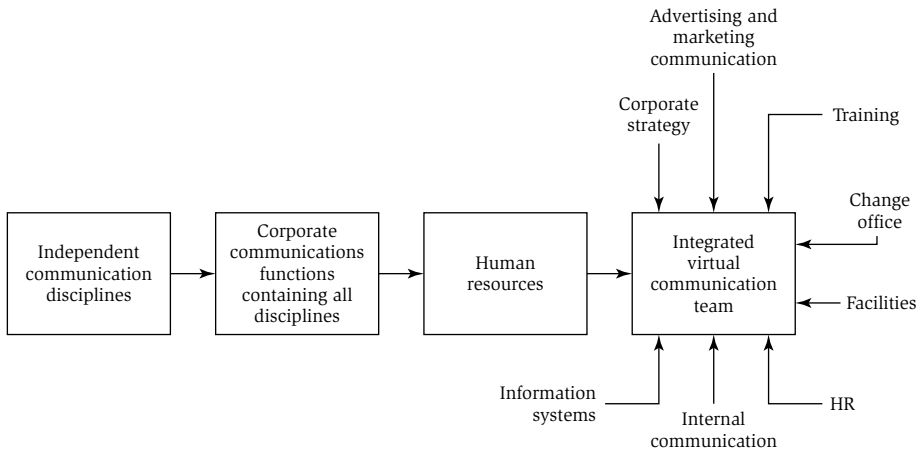 Advertising and
marketing
communication
Corporate
strategy
Training
Change
office
Independent
communication
disciplines
Corporate
communications
functions
containing all
disciplines
Human
resources
Integrated
virtual
communication
team
Facilities
Information
systems
Internal
communication
HR